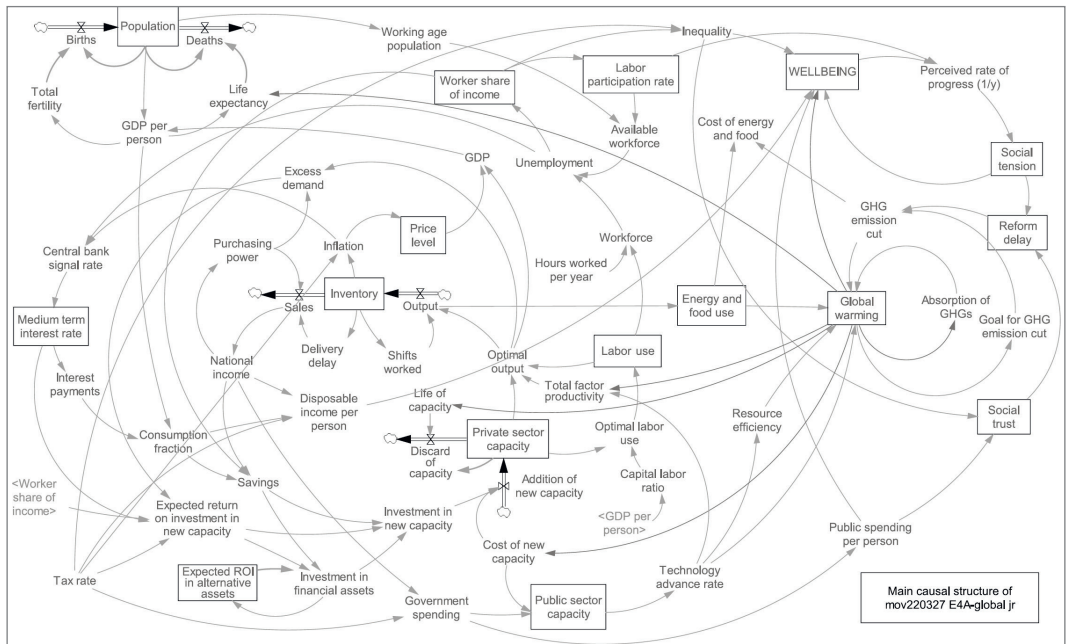 Population
Births
Deaths
Working age
population
Inequality
Total
fertility
Life
expectancy
Worker share
of income
Labor
participation rate
WELLBEING
Perceived rate of
progress (1/y)
GDP per
person
Cost of energy
and food
Available
workforce
Unemployment
GDP
Social
tension
Excess
demand
GHG
emission
cut
Reform
delay
Price
level
Central bank
signal rate
Purchasing
power
Inflation
Workforce
Hours worked
per year
Inventory
Sales
Output
Medium term
interest rate
Energy and
food use
Global
warming
Absorption of
GHGs
Goal for GHG
emission cut
Delivery
delay
Shifts
worked
Optimal
output
Labor use
National
income
Interest
payments
Disposable
income per
person
Life of
capacity
Total factor
productivity
Resource
efficiency
Social
trust
Consumption
fraction
Private sector
capacity
Discard of
capacity
Optimal labor
use
Savings
Addition of
new capacity
Capital labor
ratio
<Worker
share of
income>
Expected return
on investment in
new capacity
Investment in
new capacity
<GDP per
person>
Public spending
per person
Cost of new
capacity
Tax rate
Expected ROI
in alternative
assets
Investment in
financial assets
Technology
advance rate
Government
spending
Public sector
capacity
Main causal structure of
mov220327 E4A-global jr